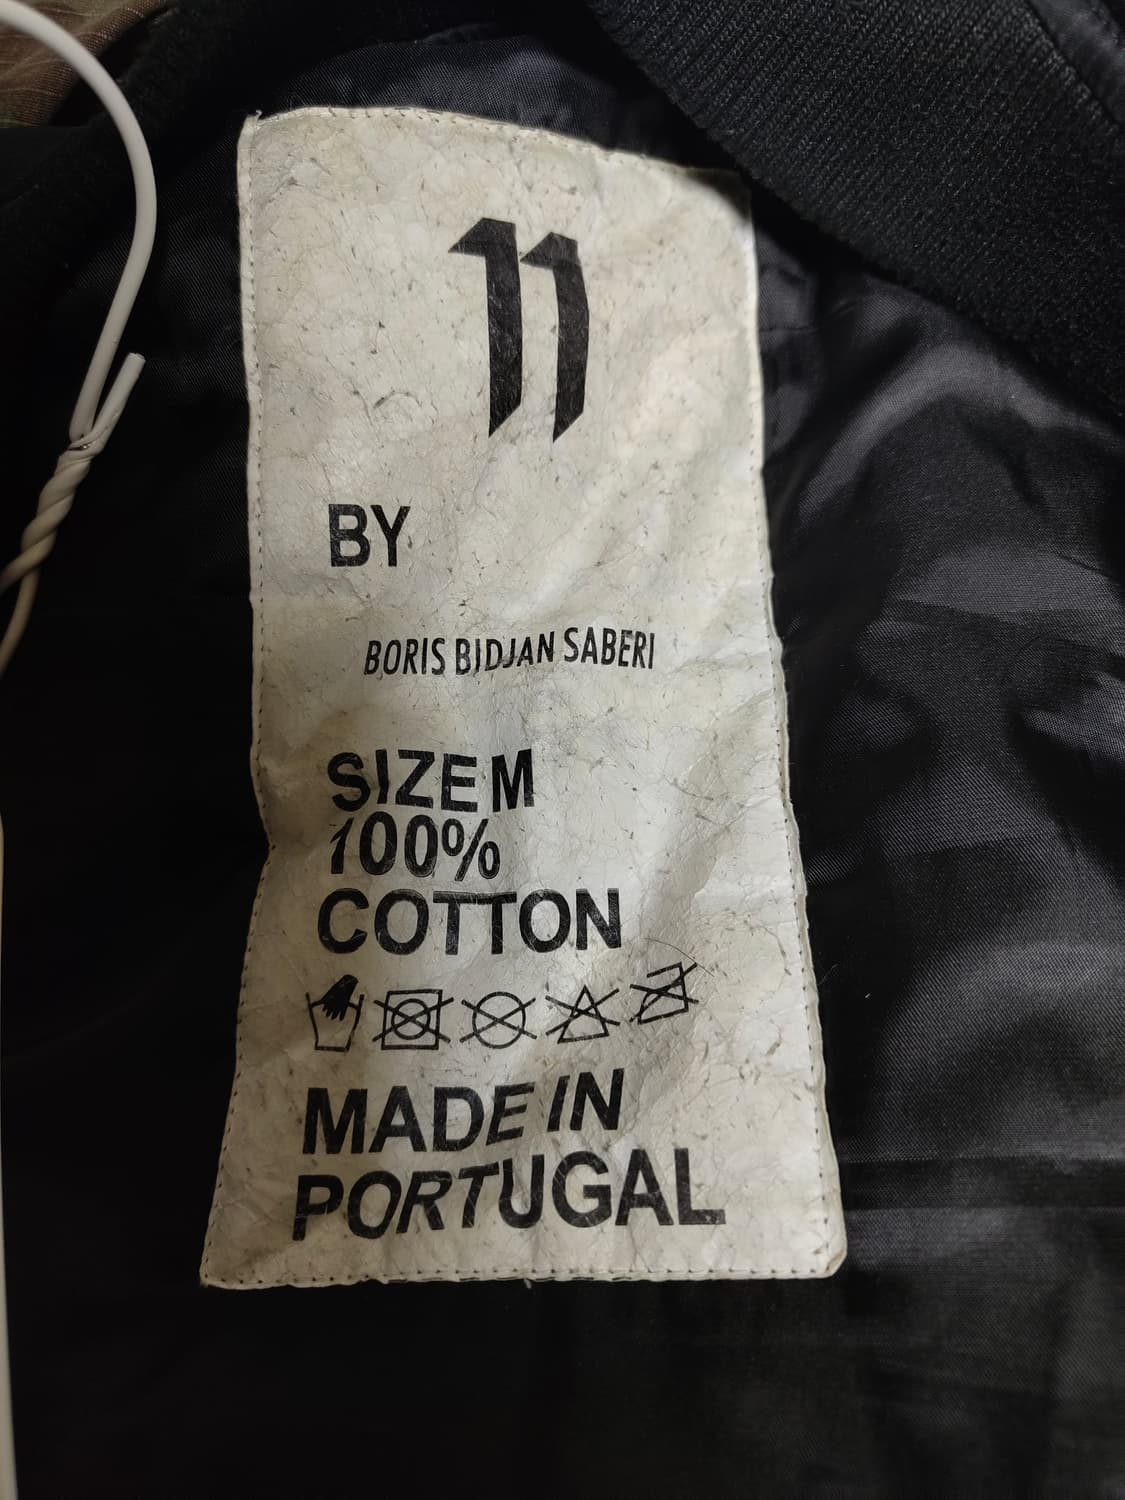 11
BY
BORIS BIDJAN SABERI
SIZE M
100%
COTTON
MADE IN
PORTUGAL